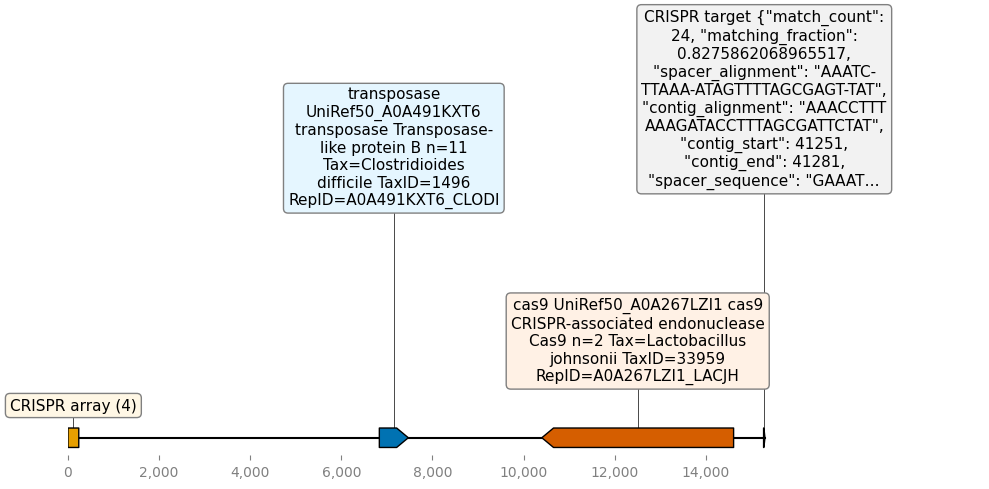 CRISPR target {"match_count":
24, "matching_fraction":
0.8275862068965517,
"spacer_alignment": "AAATC-
TTAAA-ATAGTTTTAGCGAGT-TAT",
"contig_alignment": "AAACCTTT
AAAGATACCTTTAGCGATTCTAT",
"contig_start": 41251,
"contig_end": 41281,
"spacer_sequence": "GAAAT...
transposase
UniRef50_A0A491KXT6
transposase Transposase-
like protein B n=11
Tax=Clostridioides
difficile TaxID=1496
RepID=A0A491KXT6_CLODI
cas9 UniRef50_A0A267LZI1 cas9
CRISPR-associated endonuclease
Cas9 n=2 Tax=Lactobacillus
johnsonii TaxID=33959
RepID=A0A267LZI1_LACJH
CRISPR array (4)
0 2,000 4,000 6,000 8,000 10,000 12,000 14,000